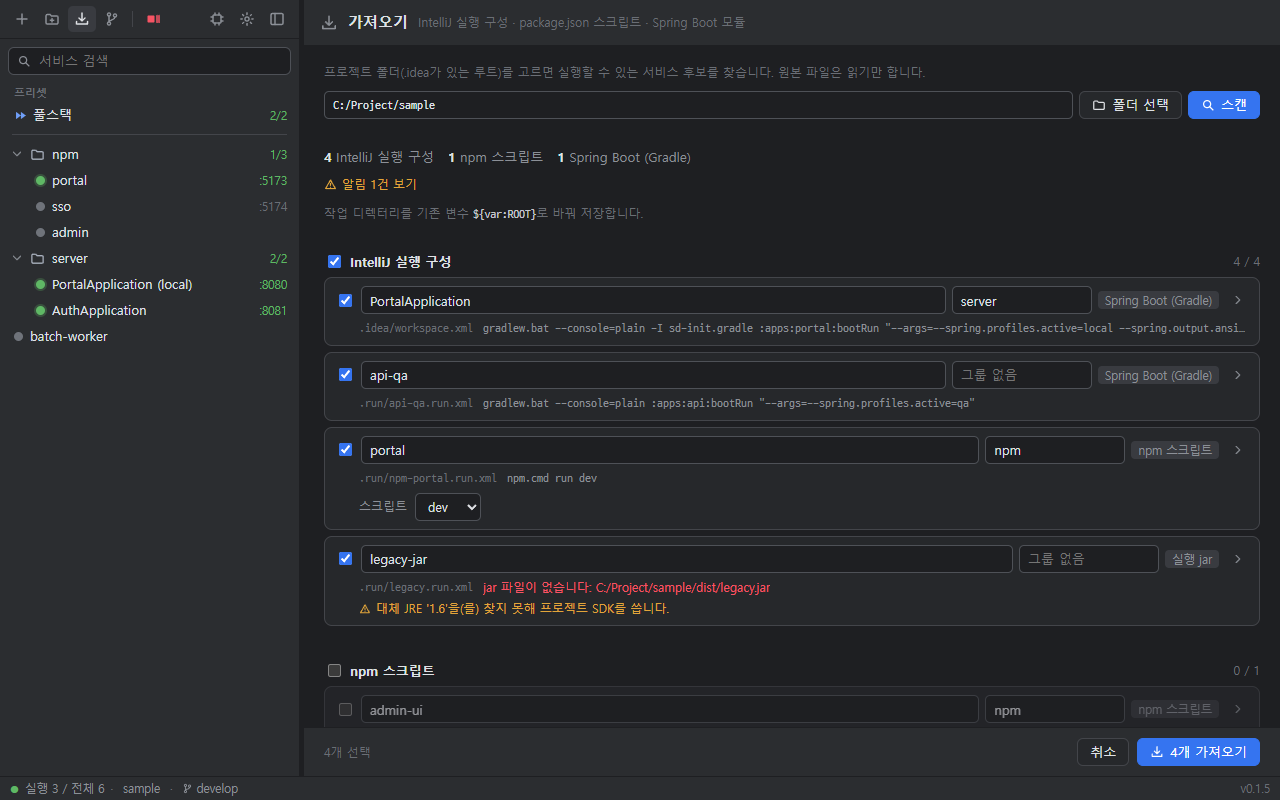 서비스 검색
프리셋
풀스택 2/2
npm 1/3
portal :5173
sso :5174
admin
server 2/2
PortalApplication (local) :8080
AuthApplication :8081
batch-worker
가져오기 IntelliJ 실행 구성 · package.json 스크립트 · Spring Boot 모듈
프로젝트 폴더(.idea가 있는 루트)를 고르면 실행할 수 있는 서비스 후보를 찾습니다. 원본 파일은 읽기만 합니다.
C:/Project/sample 폴더 선택 스캔
4 IntelliJ 실행 구성 1 npm 스크립트 1 Spring Boot (Gradle)
⚠ 알림 1건 보기
작업 디렉터리를 기존 변수 ${var:ROOT}로 바꿔 저장합니다.
IntelliJ 실행 구성 4 / 4
PortalApplication server Spring Boot (Gradle)
.idea/workspace.xml gradlew.bat --console=plain -I sd-init.gradle :apps:portal:bootRun "--args=--spring.profiles.active=local --spring.output.ansi…
api-qa 그룹 없음 Spring Boot (Gradle)
.run/api-qa.run.xml gradlew.bat --console=plain :apps:api:bootRun "--args=--spring.profiles.active=qa"
portal npm npm 스크립트
.run/npm-portal.run.xml npm.cmd run dev
스크립트 dev
legacy-jar 그룹 없음 실행 jar
.run/legacy.run.xml jar 파일이 없습니다: C:/Project/sample/dist/legacy.jar
⚠ 대체 JRE '1.6'을(를) 찾지 못해 프로젝트 SDK를 씁니다.
npm 스크립트 0 / 1
admin-ui npm npm 스크립트
4개 선택 취소 4개 가져오기
실행 3 / 전체 6 · sample · develop v0.1.5